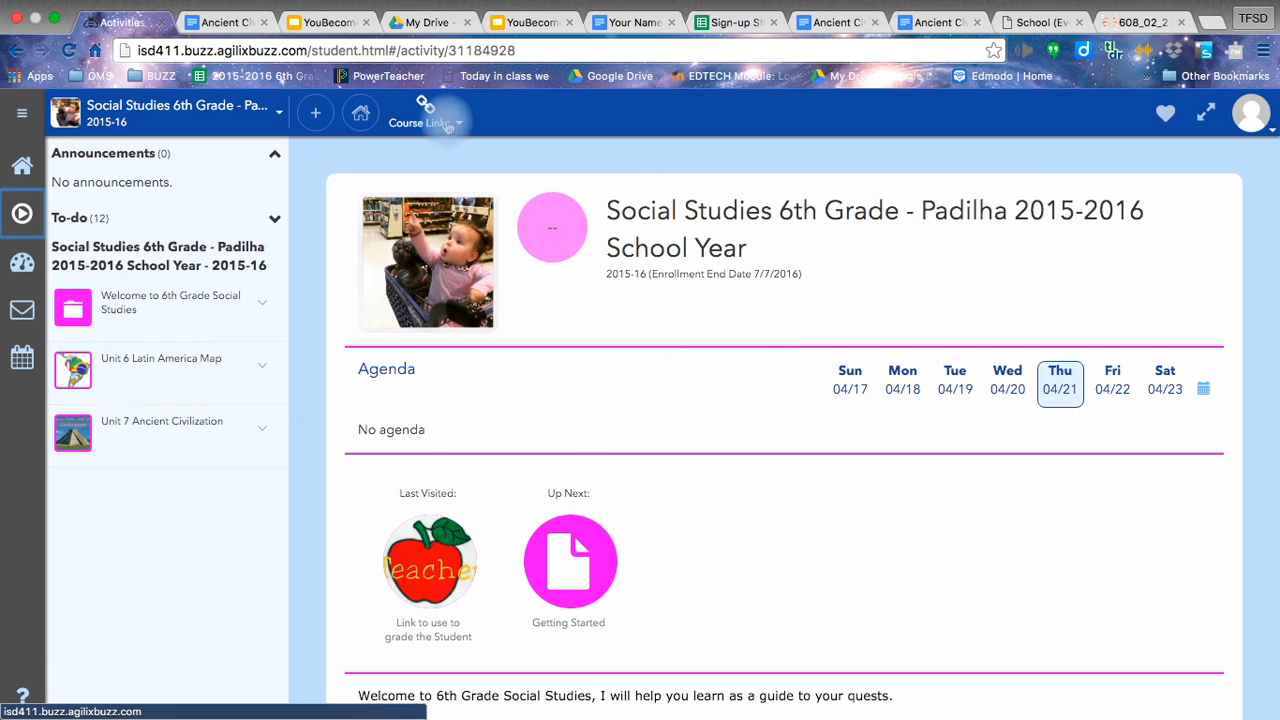 Activities
Ancient Ci
YouBecom
My Drive -
YouBecom
Your Name
Sign-up Sh
Ancient Ci
Ancient Ci
School (Ev
608_02_2
TFSD
isd411.buzz.agilixbuzz.com/student.html#/activity/31184928
Apps
OMS
BUZZ
2015-2016 6th Gra
PowerTeacher
Today in class we
Google Drive
EDTECH Moodle: Lo
My Drive
Edmodo | Home
»
Other Bookmarks
Social Studies 6th Grade - Pa...
2015-16
Course Links
Announcements (0)
No announcements.
To-do (12)
Social Studies 6th Grade - Padilha
2015-2016 School Year - 2015-16
Welcome to 6th Grade Social
Studies
Unit 6 Latin America Map
Unit 7 Ancient Civilization
--
Social Studies 6th Grade - Padilha 2015-2016
School Year
2015-16 (Enrollment End Date 7/7/2016)
Agenda
Sun Mon Tue Wed Thu Fri Sat
04/17 04/18 04/19 04/20 04/21 04/22 04/23
No agenda
Last Visited:
Up Next:
Teache
Link to use to
grade the Student
Getting Started
Welcome to 6th Grade Social Studies, I will help you learn as a guide to your quests.
?
isd411.buzz.agilixbuzz.com